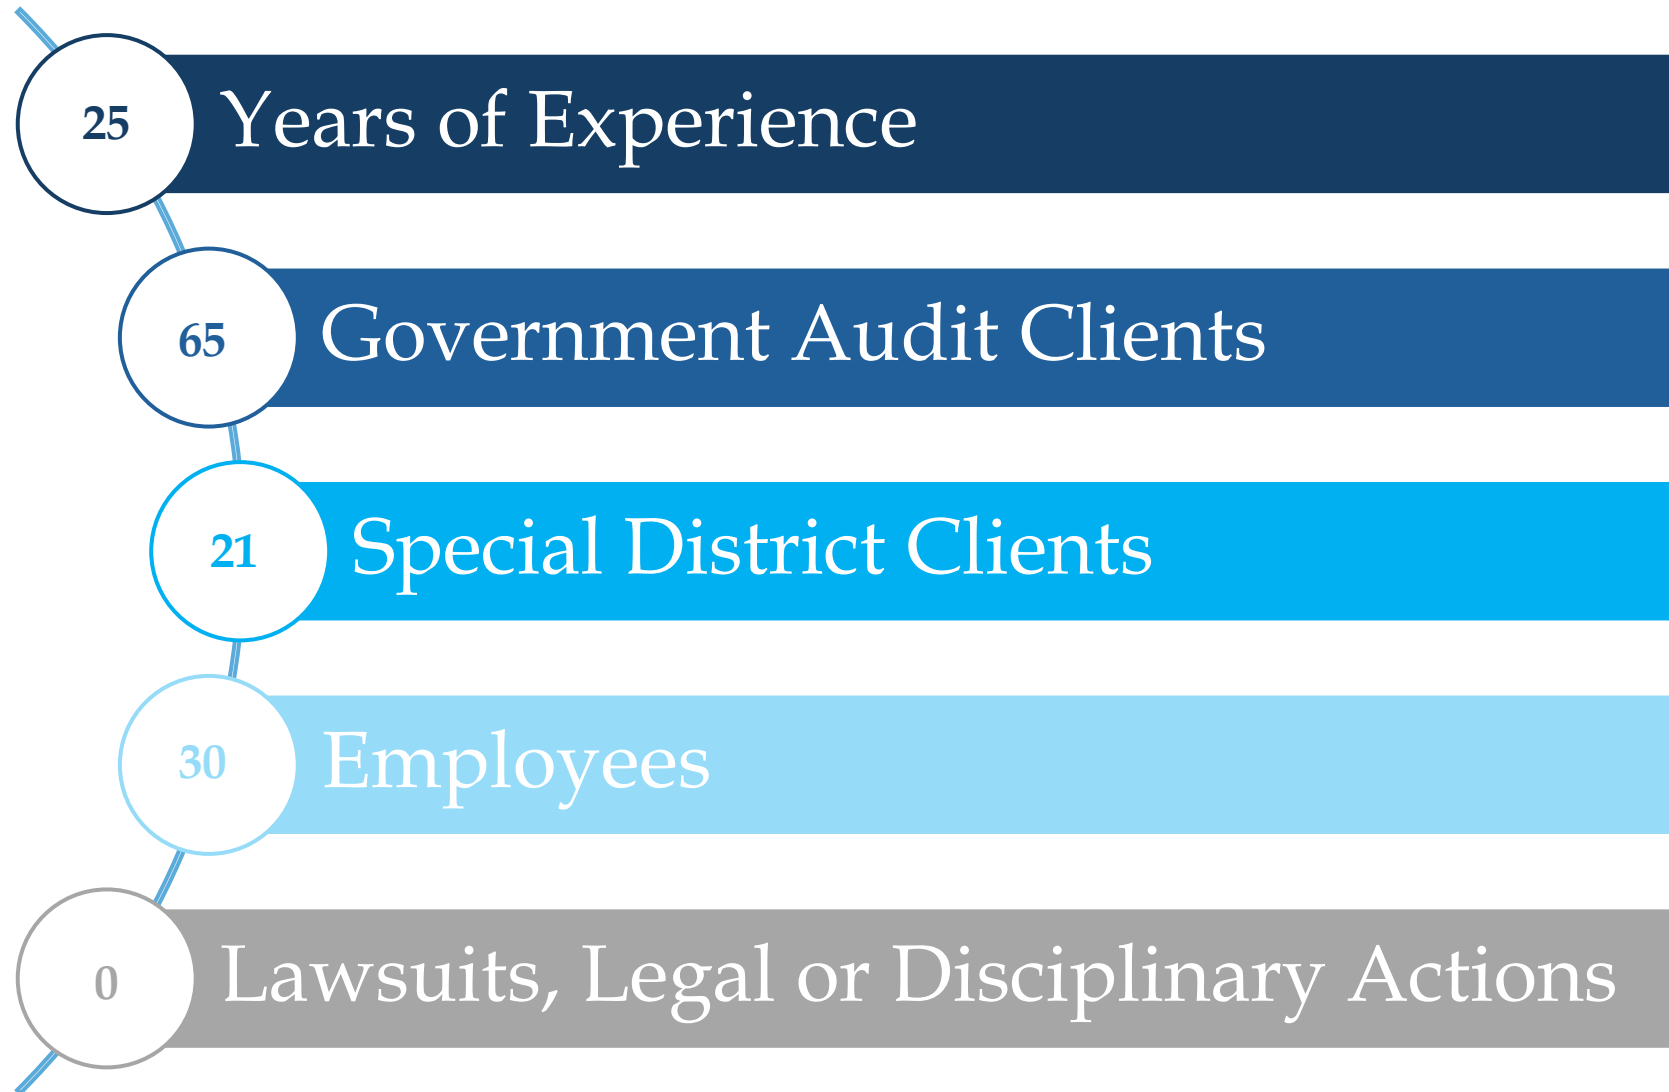 25 Years of Experience
65 Government Audit Clients
21 Special District Clients
30 Employees
0 Lawsuits, Legal or Disciplinary Actions